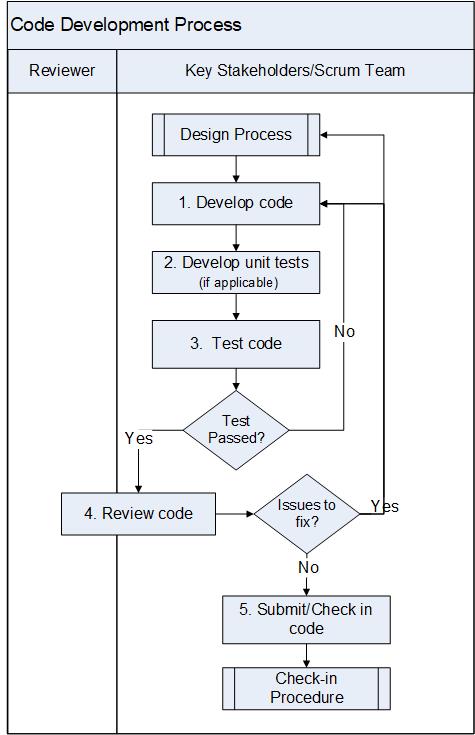 Code Development Process
Reviewer
Key Stakeholders/Scrum Team
Design Process
1. Develop code
2. Develop unit tests
(if applicable)
3. Test code
No
Test
Passed?
Yes
4. Review code
Issues to
fix?
Yes
No
5. Submit/Check in
code
Check-in
Procedure